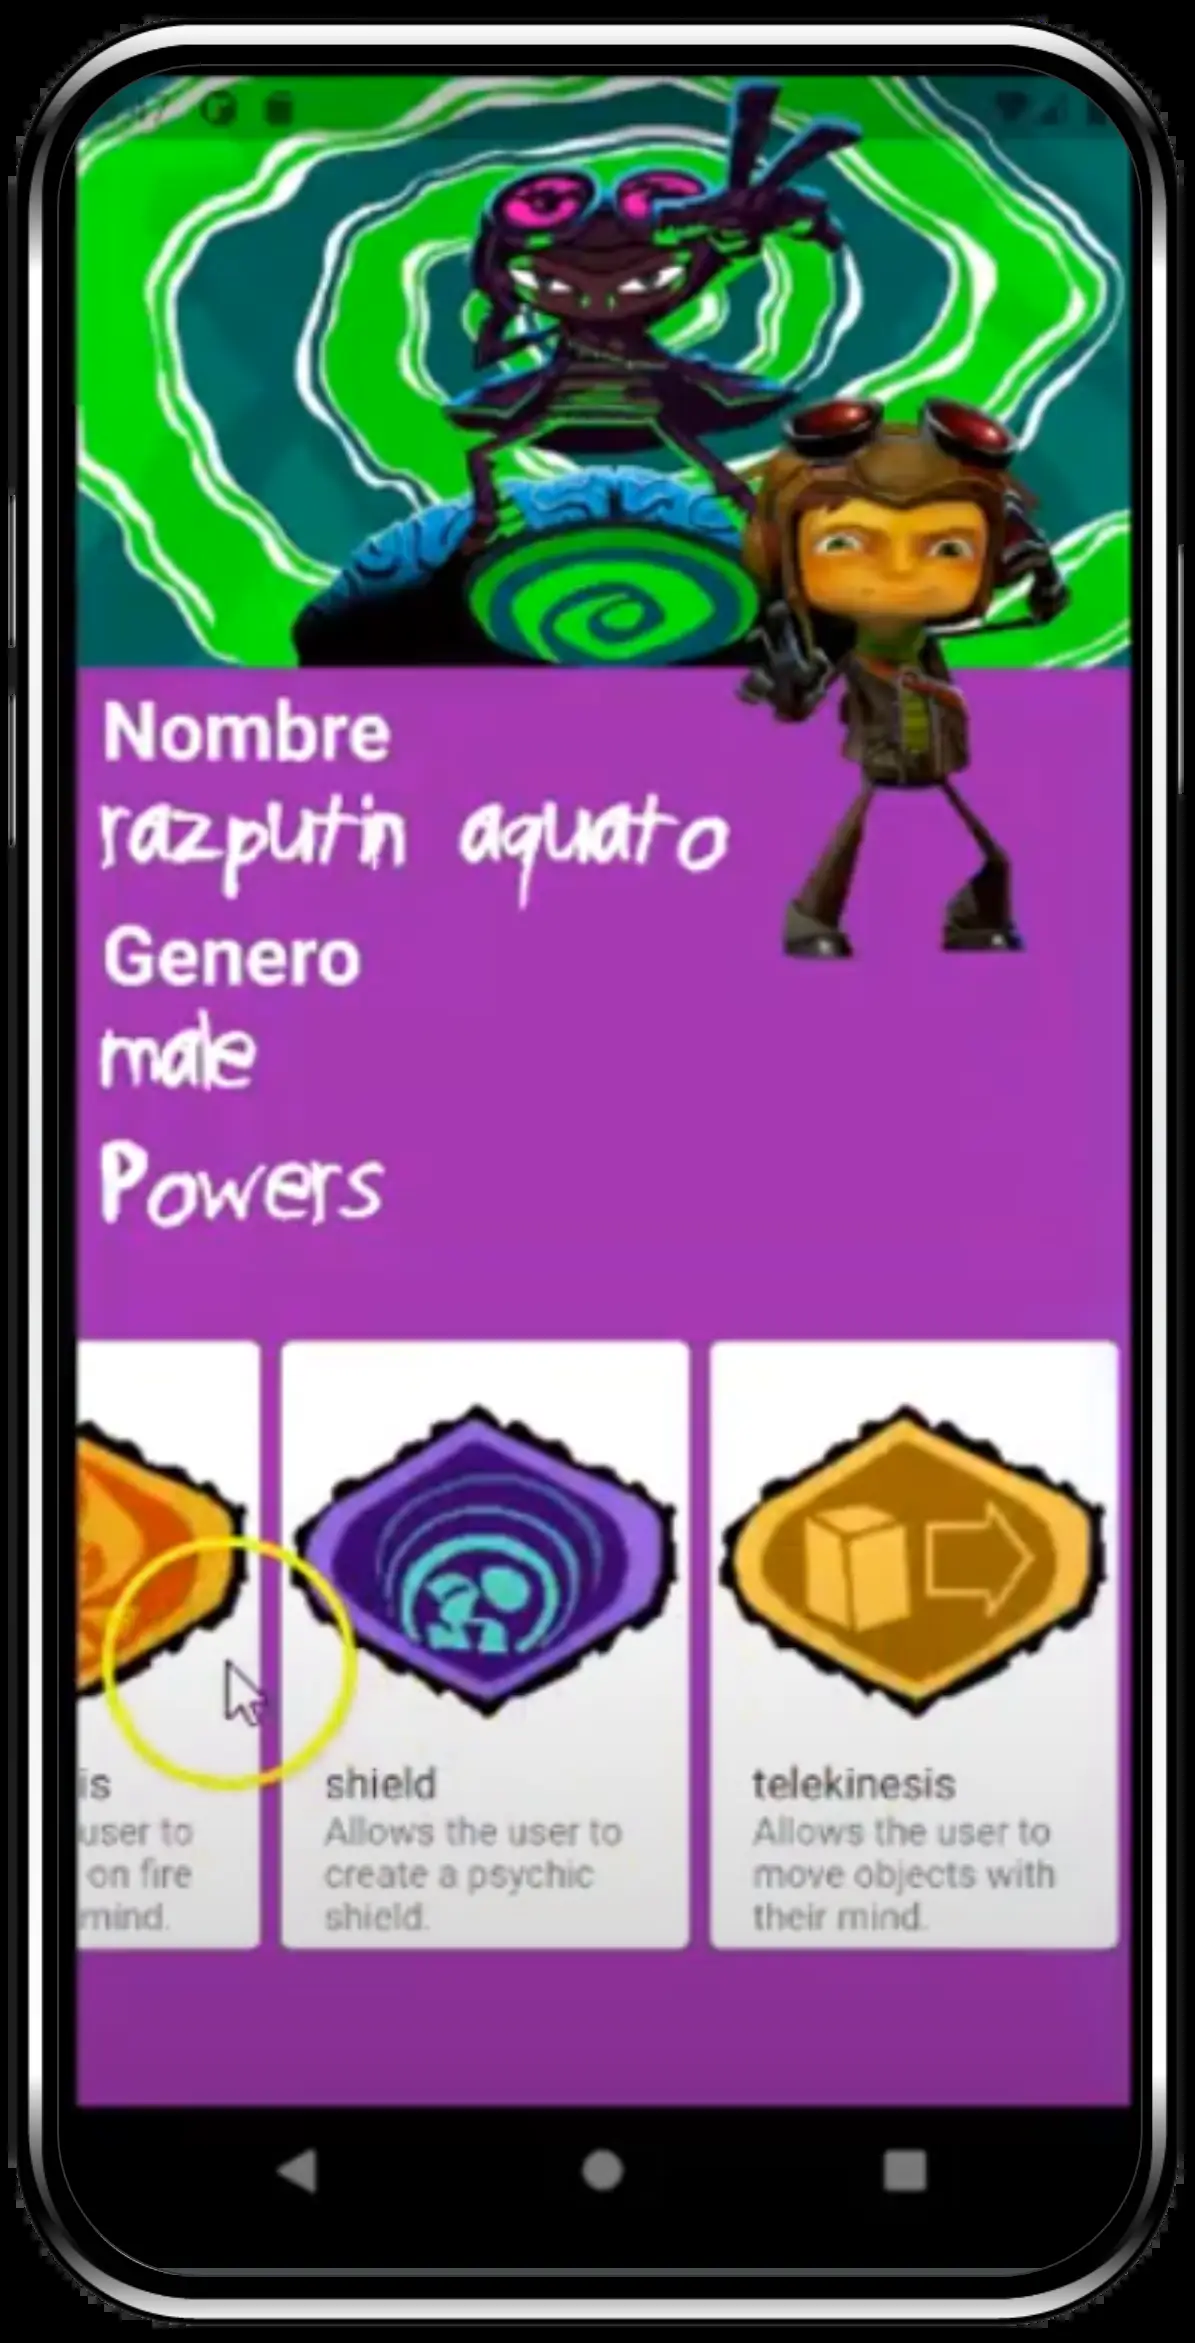 Nombre
razputin aquato
Genero
male
Powers
is
user to
on fire
mind.
shield
Allows the user to
create a psychic
shield.
telekinesis
Allows the user to
move objects with
their mind.